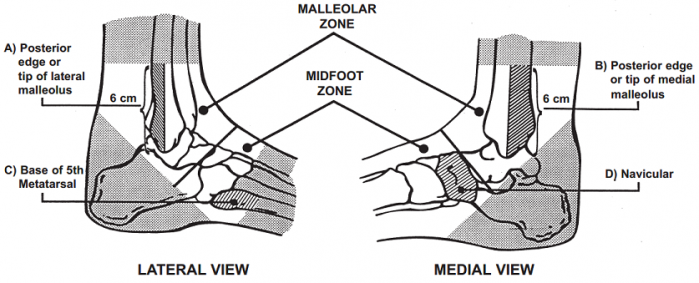 MALLEOLAR
ZONE
A) Posterior
edge or
tip of lateral
malleolus
6 cm
MIDFOOT
ZONE
B) Posterior edge
or tip of medial
malleolus
6 cm
C) Base of 5th
Metatarsal
D) Navicular
LATERAL VIEW
MEDIAL VIEW